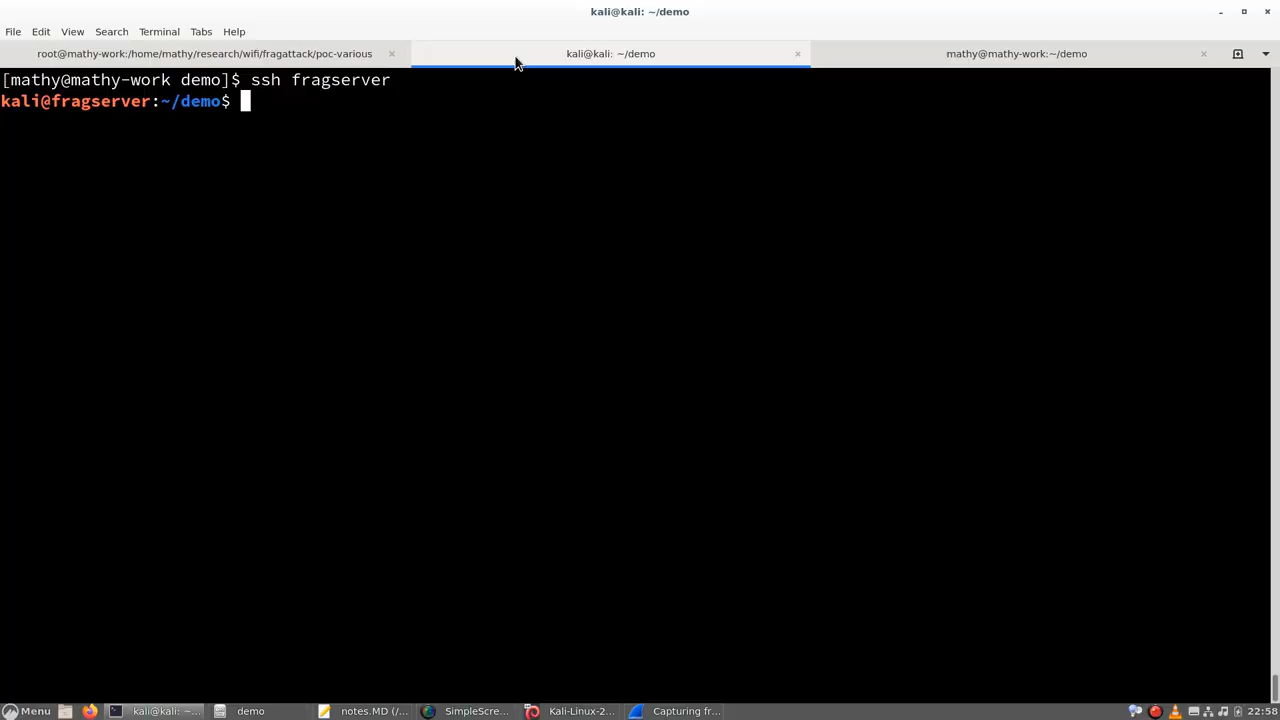 kali@kali: ~/demo
File Edit View Search Terminal Tabs Help
root@mathy-work:/home/mathy/research/wifi/fragattack/poc-various
kali@kali: ~/demo
mathy@mathy-work:~/demo
[mathy@mathy-work demo]$ ssh fragserver
kali@fragserver:~/demo$
Menu
kali@kali: ~...
demo
notes.MD (/...
SimpleScre...
Kali-Linux-2...
Capturing fr...
22:58